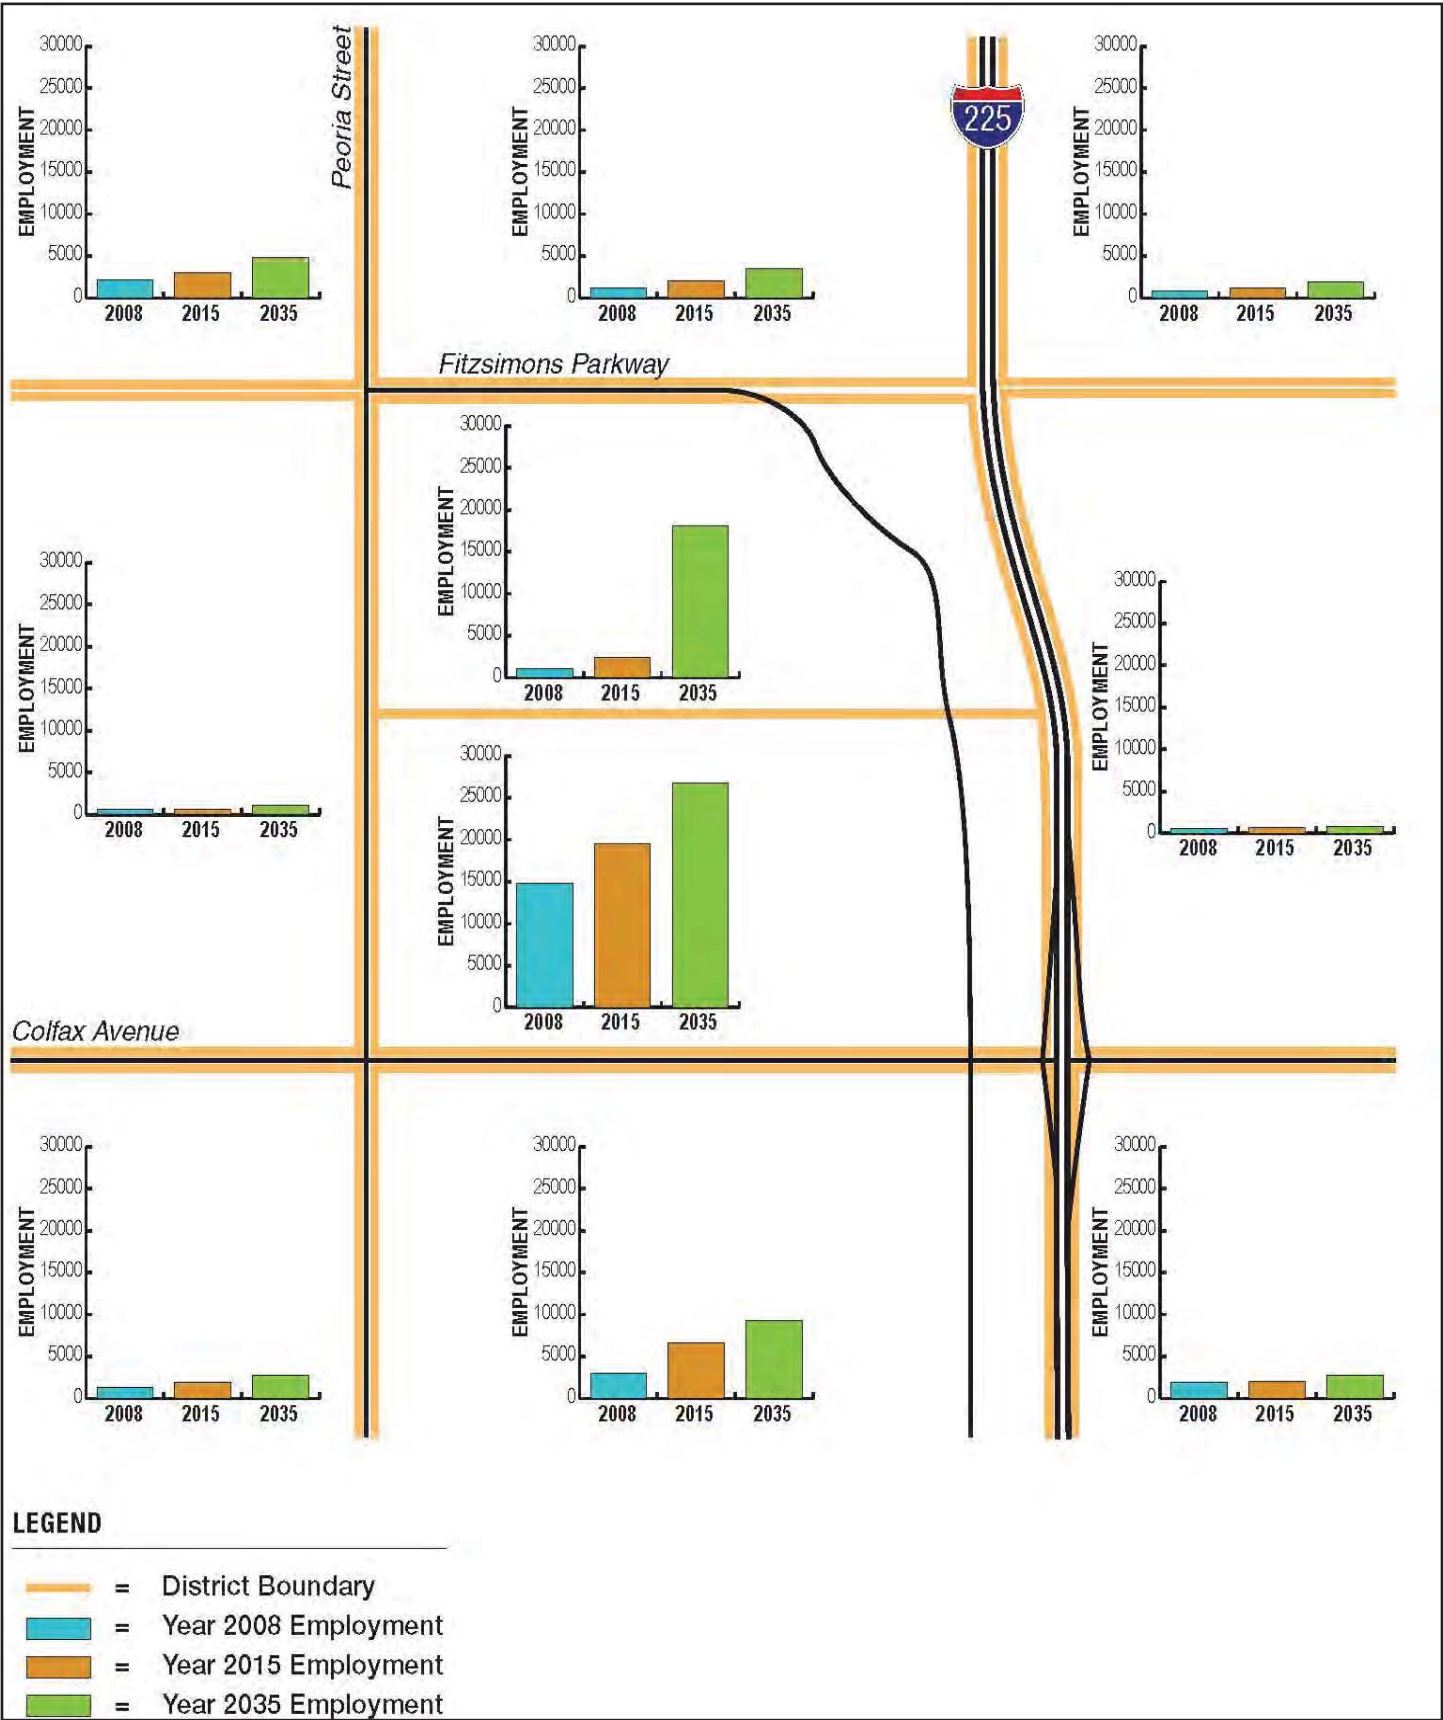 Peoria Street
225
EMPLOYMENT
30000
25000
20000
15000
10000
5000
0
2008 2015 2035
EMPLOYMENT
30000
25000
20000
15000
10000
5000
0
2008 2015 2035
EMPLOYMENT
30000
25000
20000
15000
10000
5000
0
2008 2015 2035
Fitzsimons Parkway
EMPLOYMENT
30000
25000
20000
15000
10000
5000
0
2008 2015 2035
EMPLOYMENT
30000
25000
20000
15000
10000
5000
0
2008 2015 2035
EMPLOYMENT
30000
25000
20000
15000
10000
5000
0
2008 2015 2035
EMPLOYMENT
30000
25000
20000
15000
10000
5000
0
2008 2015 2035
Colfax Avenue
EMPLOYMENT
30000
25000
20000
15000
10000
5000
0
2008 2015 2035
EMPLOYMENT
30000
25000
20000
15000
10000
5000
0
2008 2015 2035
EMPLOYMENT
30000
25000
20000
15000
10000
5000
0
2008 2015 2035
LEGEND
= District Boundary
= Year 2008 Employment
= Year 2015 Employment
= Year 2035 Employment